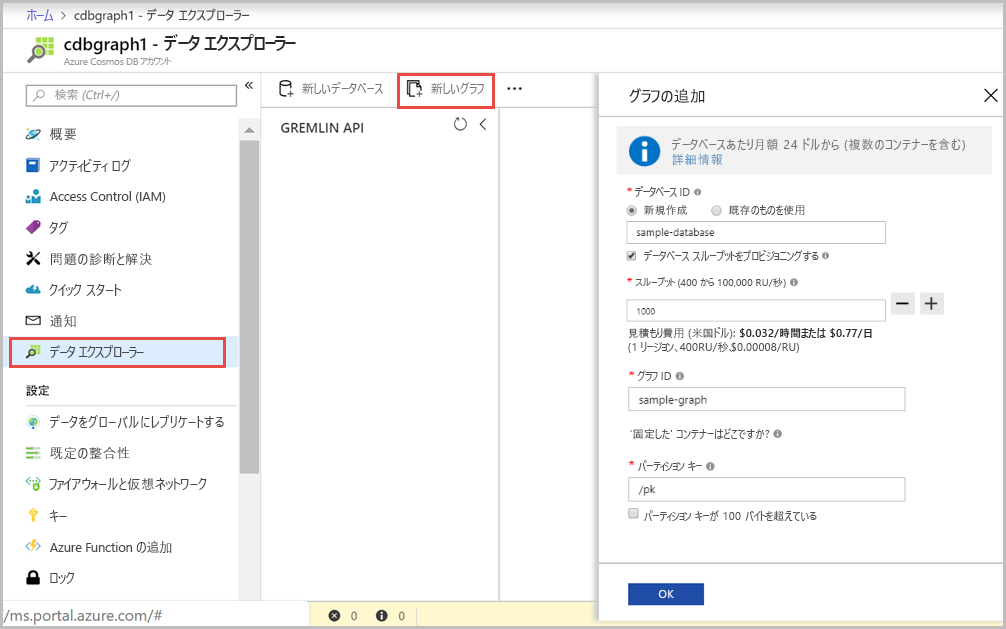 ホーム > cdbgraph1 - データ エクスプローラー
cdbgraph1 - データ エクスプローラー
Azure Cosmos DB アカウント
検索 (Ctrl+/)
概要
アクティビティ ログ
Access Control (IAM)
タグ
問題の診断と解決
クイック スタート
通知
データ エクスプローラー
設定
データをグローバルにレプリケートする
既定の整合性
ファイアウォールと仮想ネットワーク
キー
Azure Function の追加
ロック
/ms.portal.azure.com/#
新しいデータベース
新しいグラフ
GREMLIN API
0 0
グラフの追加
データベースあたり月額 24 ドルから (複数のコンテナーを含む)
詳細情報
* データベース ID
新規作成 既存のものを使用
sample-database
データベース スループットをプロビジョニングする
* スループット (400 から 100,000 RU/秒)
1000
見積もり費用 (米国ドル): $0.032/時間または $0.77/日
(1 リージョン、400RU/秒、$0.00008/RU)
* グラフ ID
sample-graph
'固定した' コンテナーはどこですか?
* パーティション キー
/pk
パーティション キーが 100 バイトを超えている
OK